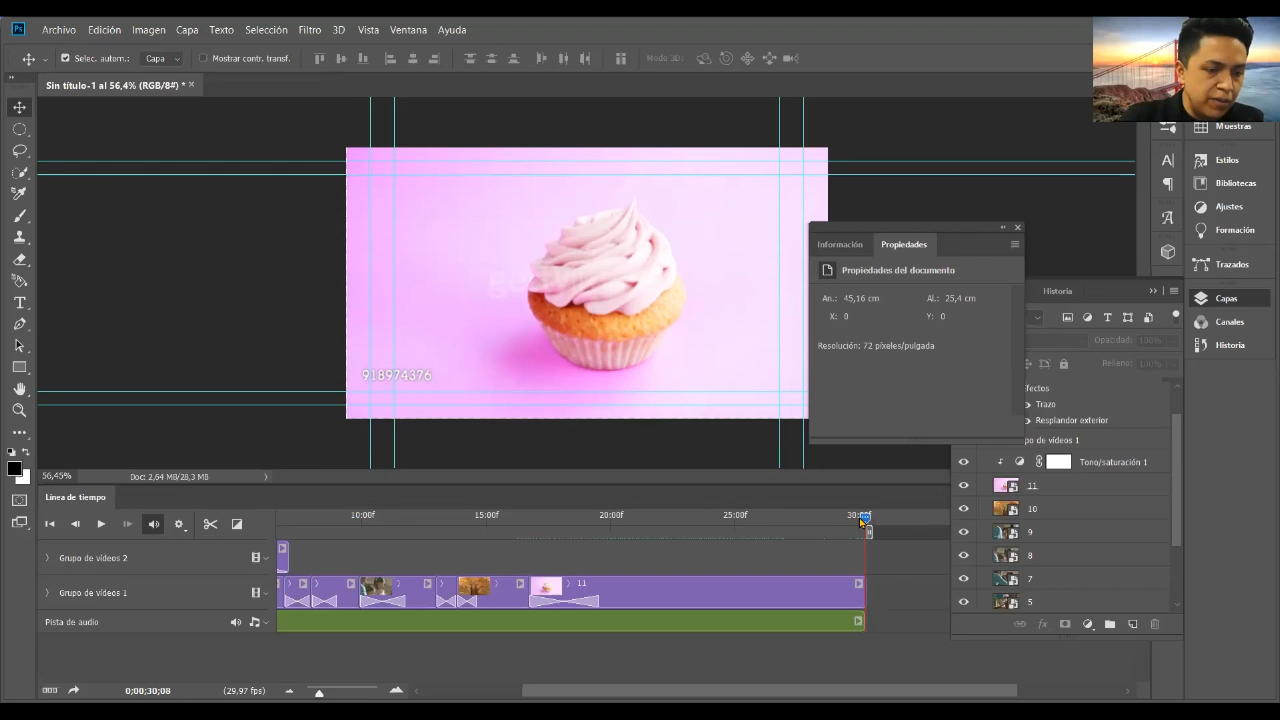 Ps Archivo Edición Imagen Capa Texto Selección Filtro 3D Vista Ventana Ayuda
Selec. autom.: Capa Mostrar contr. transf. Modo 3D:
Sin título-1 al 56,4% (RGB/8#) * ×
Muestras
Estilos
Bibliotecas
Ajustes
Formación
Trazados
Capas
Canales
Historia
Información Propiedades
Propiedades del documento
An.: 45,16 cm Al.: 25,4 cm
X: 0 Y: 0
Resolución: 72 píxeles/pulgada
918974376
Historia
Opacidad: 100%
Relleno: 100%
fectos
Trazo
Resplandor exterior
po de vídeos 1
Tono/saturación 1
11
10
9
8
7
5
56,45% Doc: 2,64 MB/28,3 MB
Línea de tiempo
10:00f 15:00f 20:00f 25:00f 30:00f
Grupo de vídeos 2
Grupo de vídeos 1
11
Pista de audio
0;00;30;08 (29,97 fps)